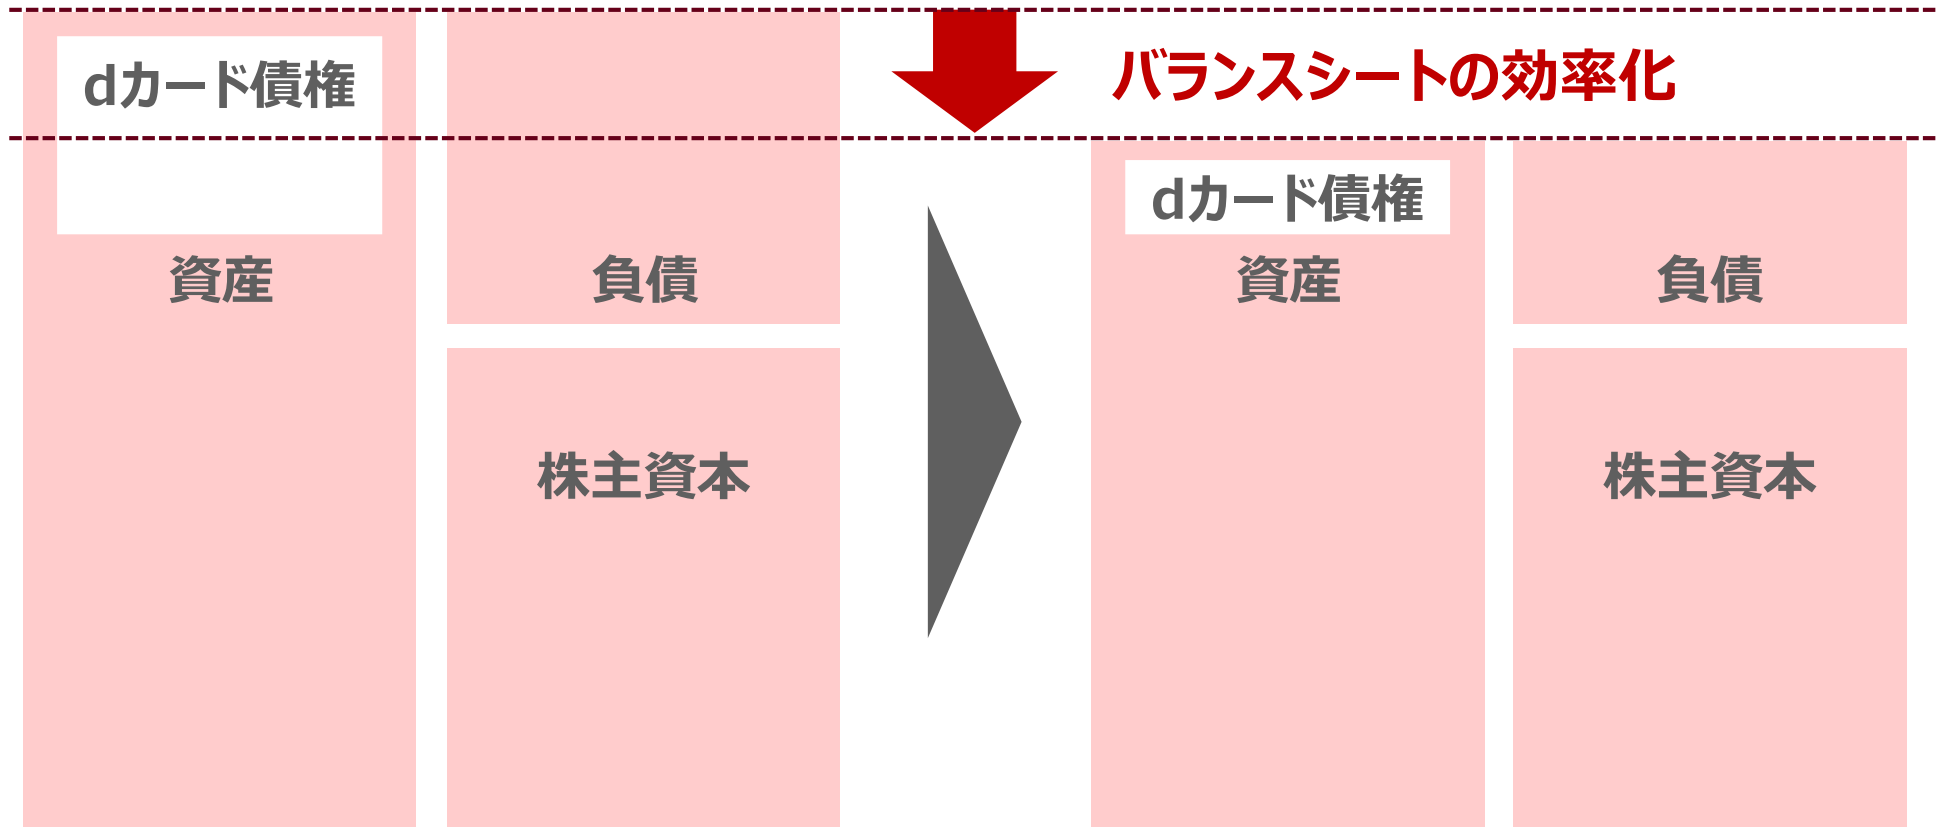 dカード債権
資産
負債
株主資本
バランスシートの効率化
dカード債権
資産
負債
株主資本